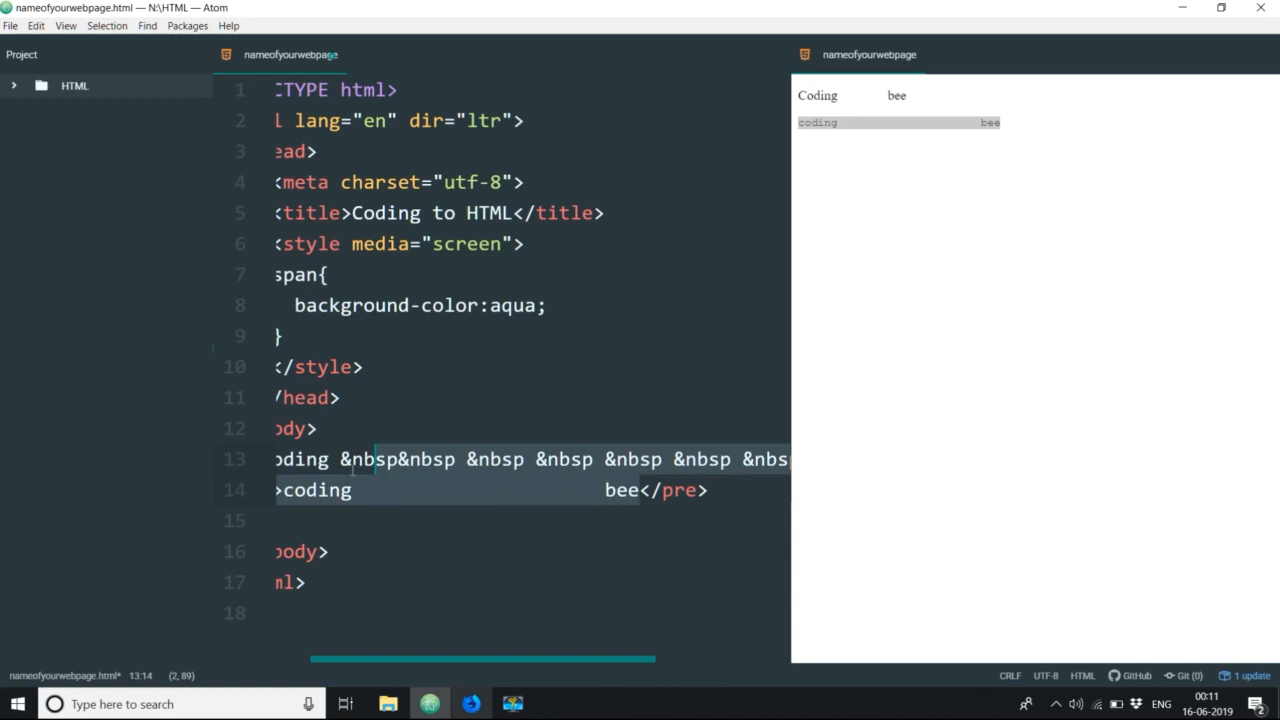 nameofyourwebpage.html — N:\HTML — Atom
File Edit View Selection Find Packages Help
Project
nameofyourwebpage
nameofyourwebpage
HTML
1 CTYPE html>
2 l lang="en" dir="ltr">
3 ead>
4 <meta charset="utf-8">
5 <title>Coding to HTML</title>
6 <style media="screen">
7 span{
8 background-color:aqua;
9 }
10 </style>
11 /head>
12 ody>
13 oding &nbsp&nbsp &nbsp &nbsp &nbsp &nbsp &nbsp
14 >coding bee</pre>
15
16 body>
17 ml>
18
Coding bee
coding bee
nameofyourwebpage.html* 13:14 (2, 89)
CRLF UTF-8 HTML GitHub Git (0) 1 update
Type here to search
ENG
00:11
16-06-2019
2